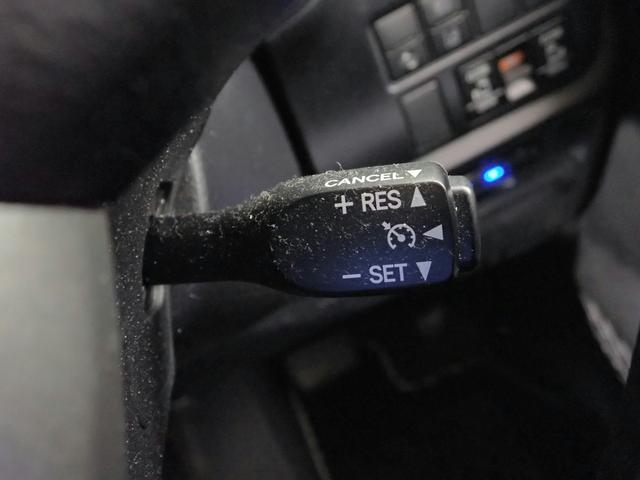 CANCEL▼
+ RES ▲
◀
– SET ▼